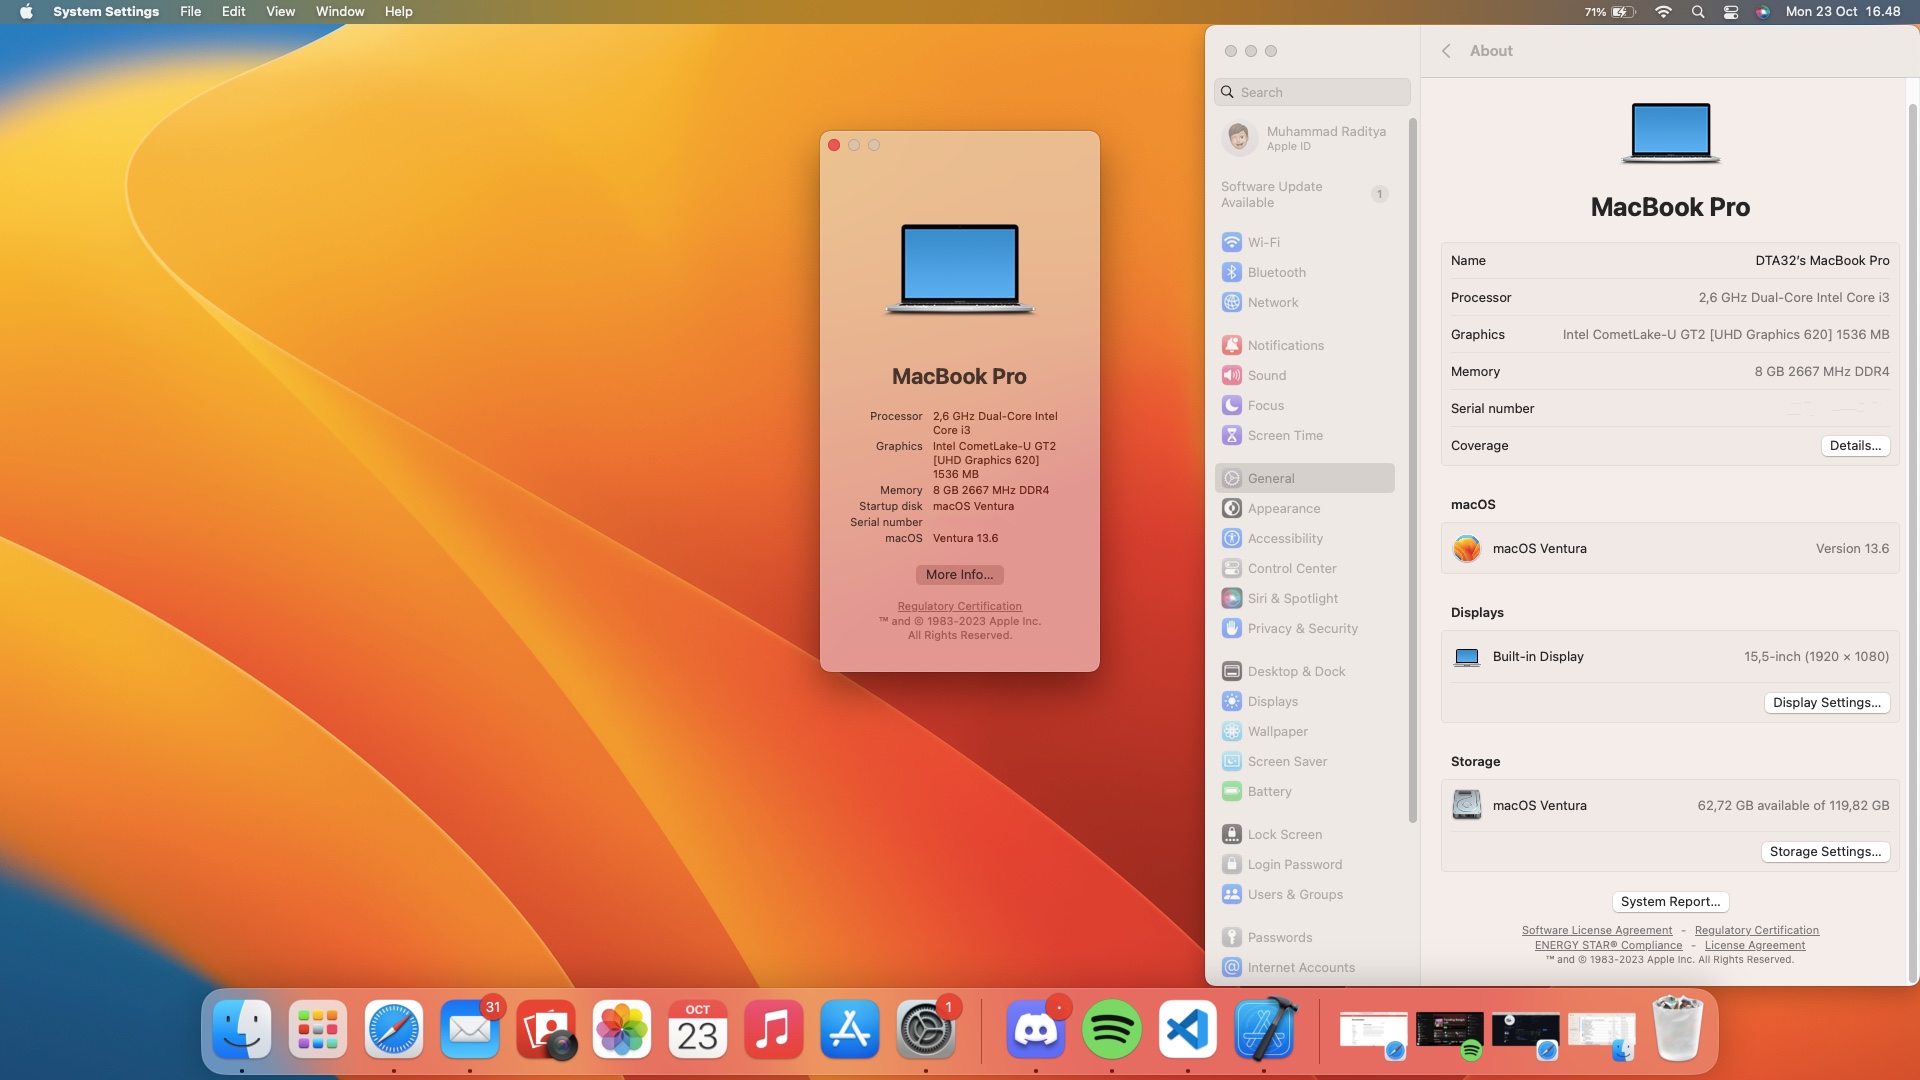 System Settings File Edit View Window Help
71% Mon 23 Oct 16.48
MacBook Pro
Processor 2,6 GHz Dual-Core Intel
Core i3
Graphics Intel CometLake-U GT2
[UHD Graphics 620]
1536 MB
Memory 8 GB 2667 MHz DDR4
Startup disk macOS Ventura
Serial number
macOS Ventura 13.6
More Info...
Regulatory Certification
™ and © 1983-2023 Apple Inc.
All Rights Reserved.
Search
Muhammad Raditya
Apple ID
Software Update
Available 1
Wi-Fi
Bluetooth
Network
Notifications
Sound
Focus
Screen Time
General
Appearance
Accessibility
Control Center
Siri & Spotlight
Privacy & Security
Desktop & Dock
Displays
Wallpaper
Screen Saver
Battery
Lock Screen
Login Password
Users & Groups
Passwords
Internet Accounts
About
MacBook Pro
Name DTA32's MacBook Pro
Processor 2,6 GHz Dual-Core Intel Core i3
Graphics Intel CometLake-U GT2 [UHD Graphics 620] 1536 MB
Memory 8 GB 2667 MHz DDR4
Serial number
Coverage Details...
macOS
macOS Ventura Version 13.6
Displays
Built-in Display 15,5-inch (1920 × 1080)
Display Settings...
Storage
macOS Ventura 62,72 GB available of 119,82 GB
Storage Settings...
System Report...
Software License Agreement - Regulatory Certification
ENERGY STAR® Compliance - License Agreement
™ and © 1983-2023 Apple Inc. All Rights Reserved.
31
OCT
23
1